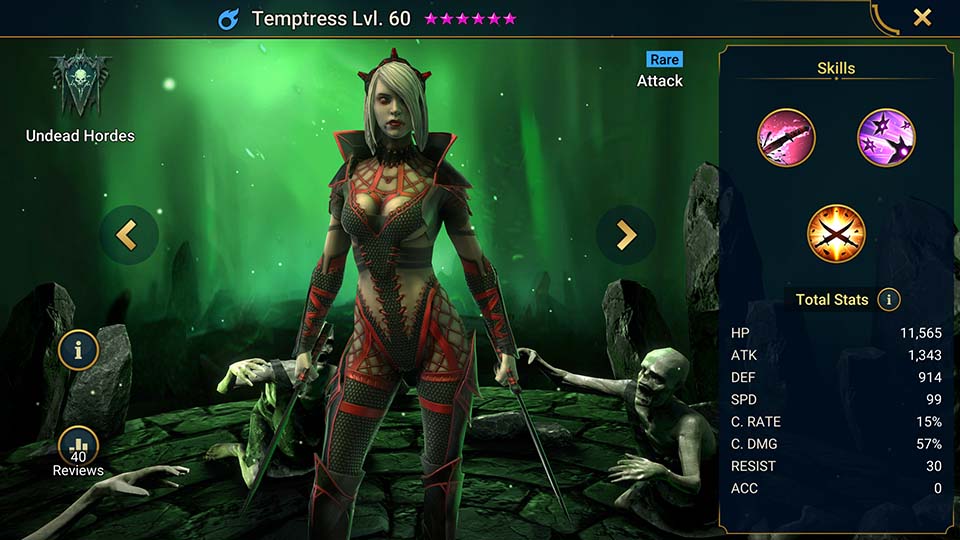 Temptress Lvl. 60
Undead Hordes
Rare
Attack
Skills
Total Stats i
HP 11,565
ATK 1,343
DEF 914
SPD 99
C. RATE 15%
C. DMG 57%
RESIST 30
ACC 0
i
40
Reviews